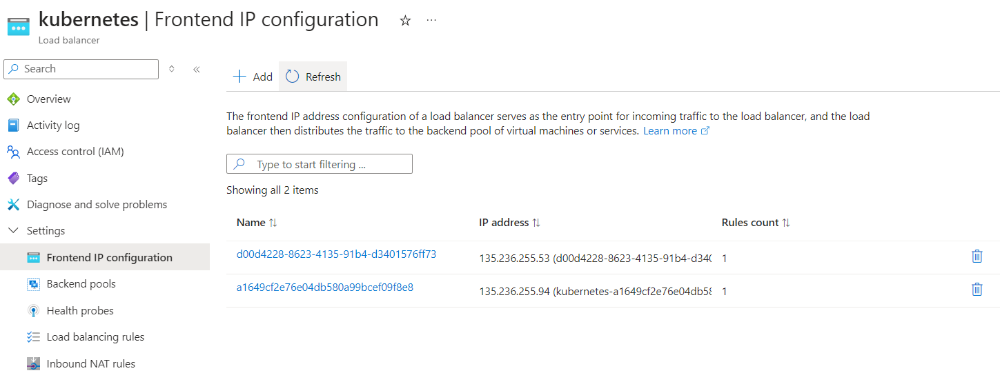 kubernetes | Frontend IP configuration
Load balancer
Search
Overview
Activity log
Access control (IAM)
Tags
Diagnose and solve problems
Settings
Frontend IP configuration
Backend pools
Health probes
Load balancing rules
Inbound NAT rules
Add Refresh
The frontend IP address configuration of a load balancer serves as the entry point for incoming traffic to the load balancer, and the load
balancer then distributes the traffic to the backend pool of virtual machines or services. Learn more
Type to start filtering ...
Showing all 2 items
Name IP address Rules count
d00d4228-8623-4135-91b4-d3401576ff73 135.236.255.53 (d00d4228-8623-4135-91b4-d340 1
a1649cf2e76e04db580a99bcef09f8e8 135.236.255.94 (kubernetes-a1649cf2e76e04db58 1